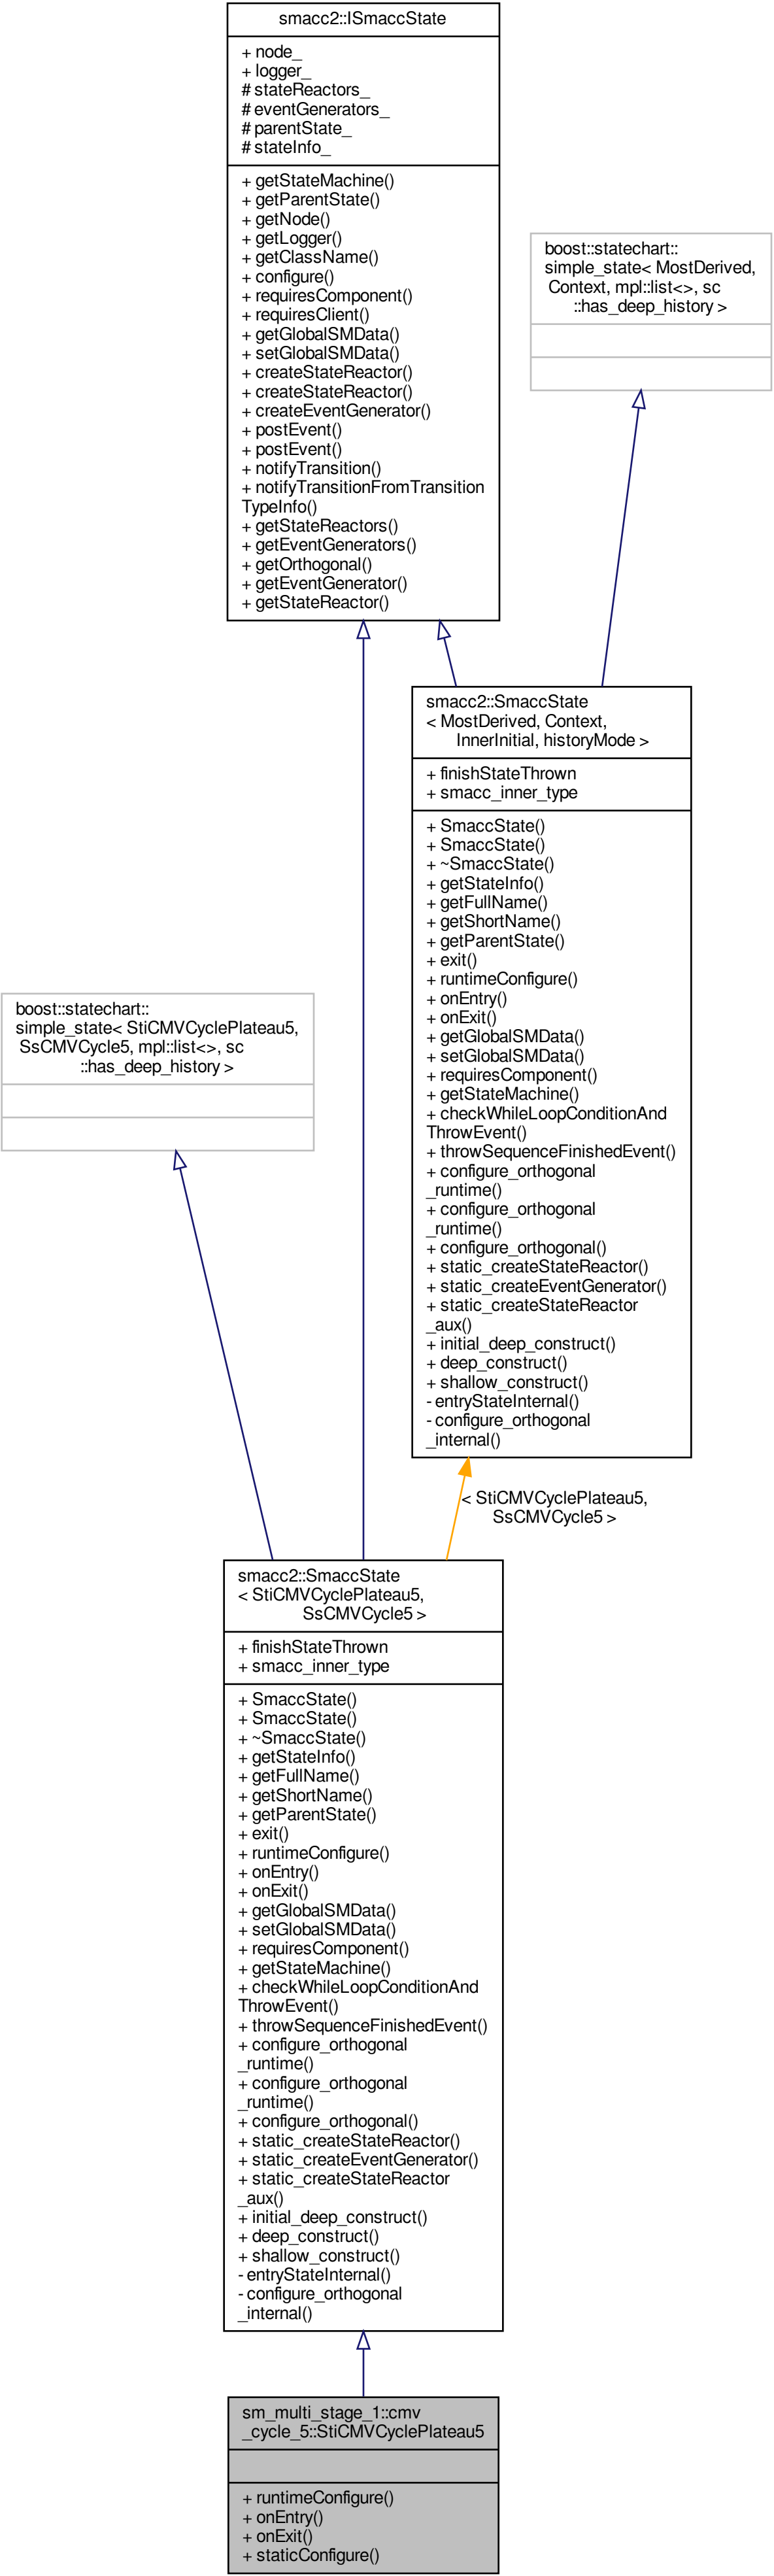 smacc2::ISmaccState
+ node_
+ logger_
# stateReactors_
# eventGenerators_
# parentState_
# stateInfo_
+ getStateMachine()
+ getParentState()
+ getNode()
+ getLogger()
+ getClassName()
+ configure()
+ requiresComponent()
+ requiresClient()
+ getGlobalSMData()
+ setGlobalSMData()
+ createStateReactor()
+ createStateReactor()
+ createEventGenerator()
+ postEvent()
+ postEvent()
+ notifyTransition()
+ notifyTransitionFromTransition
TypeInfo()
+ getStateReactors()
+ getEventGenerators()
+ getOrthogonal()
+ getEventGenerator()
+ getStateReactor()
boost::statechart::
simple_state< MostDerived,
Context, mpl::list<>, sc
::has_deep_history >
smacc2::SmaccState
< MostDerived, Context,
InnerInitial, historyMode >
+ finishStateThrown
+ smacc_inner_type
+ SmaccState()
+ SmaccState()
+ ~SmaccState()
+ getStateInfo()
+ getFullName()
+ getShortName()
+ getParentState()
+ exit()
+ runtimeConfigure()
+ onEntry()
+ onExit()
+ getGlobalSMData()
+ setGlobalSMData()
+ requiresComponent()
+ getStateMachine()
+ checkWhileLoopConditionAnd
ThrowEvent()
+ throwSequenceFinishedEvent()
+ configure_orthogonal
_runtime()
+ configure_orthogonal
_runtime()
+ configure_orthogonal()
+ static_createStateReactor()
+ static_createEventGenerator()
+ static_createStateReactor
_aux()
+ initial_deep_construct()
+ deep_construct()
+ shallow_construct()
- entryStateInternal()
- configure_orthogonal
_internal()
boost::statechart::
simple_state< StiCMVCyclePlateau5,
SsCMVCycle5, mpl::list<>, sc
::has_deep_history >
< StiCMVCyclePlateau5,
SsCMVCycle5 >
smacc2::SmaccState
< StiCMVCyclePlateau5,
SsCMVCycle5 >
+ finishStateThrown
+ smacc_inner_type
+ SmaccState()
+ SmaccState()
+ ~SmaccState()
+ getStateInfo()
+ getFullName()
+ getShortName()
+ getParentState()
+ exit()
+ runtimeConfigure()
+ onEntry()
+ onExit()
+ getGlobalSMData()
+ setGlobalSMData()
+ requiresComponent()
+ getStateMachine()
+ checkWhileLoopConditionAnd
ThrowEvent()
+ throwSequenceFinishedEvent()
+ configure_orthogonal
_runtime()
+ configure_orthogonal
_runtime()
+ configure_orthogonal()
+ static_createStateReactor()
+ static_createEventGenerator()
+ static_createStateReactor
_aux()
+ initial_deep_construct()
+ deep_construct()
+ shallow_construct()
- entryStateInternal()
- configure_orthogonal
_internal()
sm_multi_stage_1::cmv
_cycle_5::StiCMVCyclePlateau5
+ runtimeConfigure()
+ onEntry()
+ onExit()
+ staticConfigure()